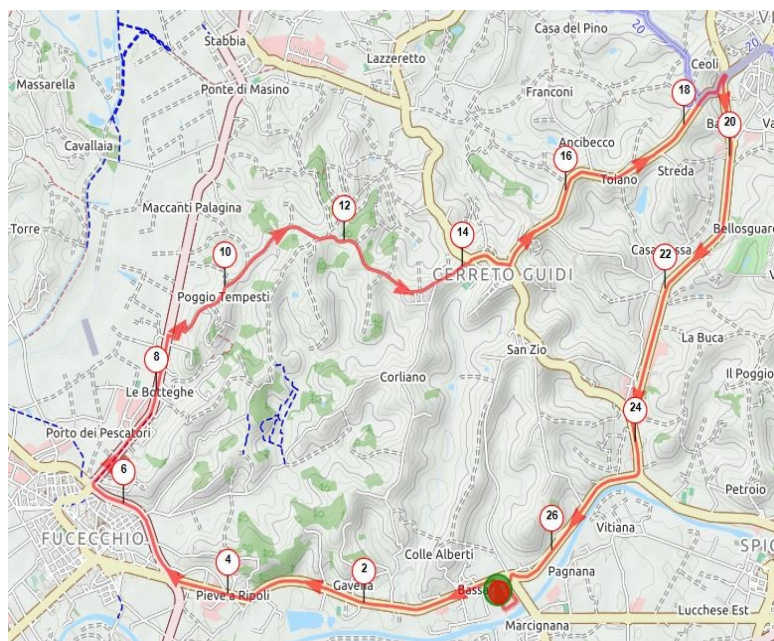 Stabbia
Lazzeretto
Casa del Pino
20
Ceoli
20
Massarella
Ponte di Masino
Franconi
18
20
Cavallaia
Ancibecco
16
Toiano
Streda
Maccanti Palagina
12
Torre
10
14
Bellosguar
22
Poggio Tempesti
CERRETO GUIDI
8
San Zio
La Buca
Le Botteghe
Corliano
Il Poggio
24
Porto dei Pescatori
6
Petroio
26
Vitiana
FUCECCHIO
Colle Alberti
4
2
Gavena
Pagnana
SPIC
Pieve a Ripoli
Bassa
Lucchese Est
Marcignana